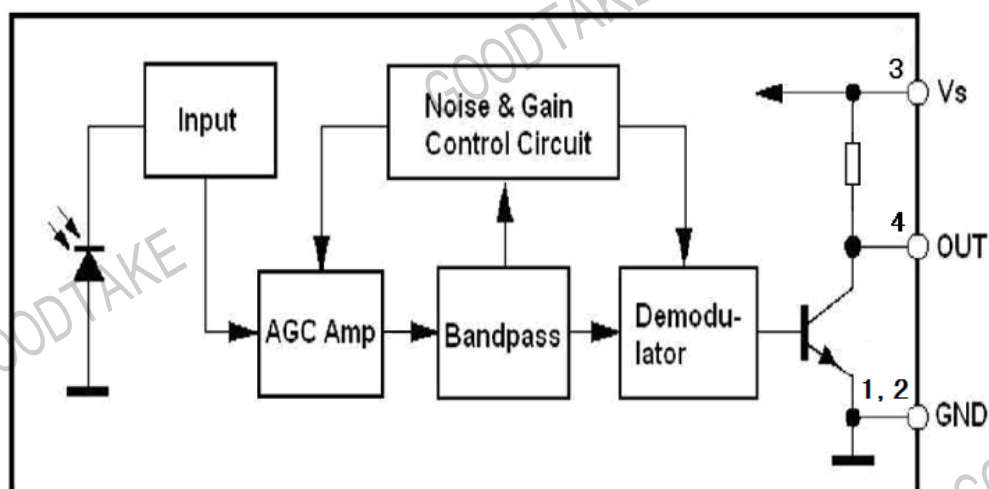 GOODTAKE
3
Vs
Input
Noise & Gain
Control Circuit
4
OUT
GOODTAKE
AGC Amp
Bandpass
Demodu-
lator
1, 2
GND